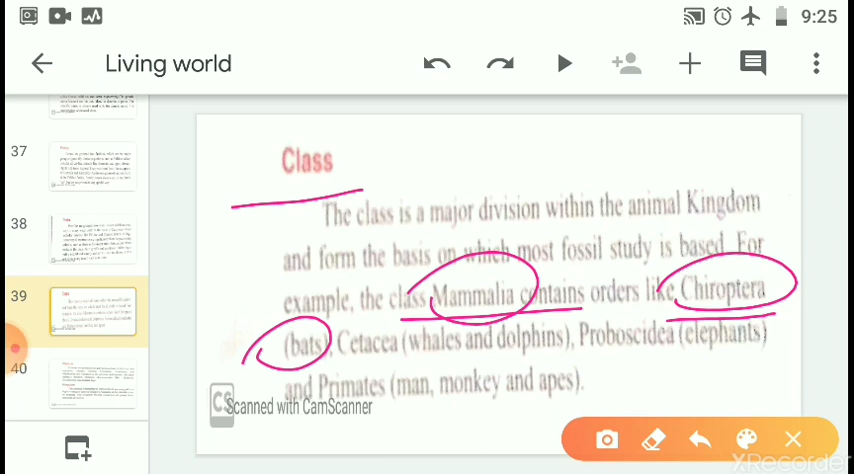 9:25
Living world
37
38
39
40
Class
The class is a major division within the animal Kingdom
and form the basis on which most fossil study is based. For
example, the class Mammalia contains orders like Chiroptera
(bats), Cetacea (whales and dolphins), Proboscidea (elephants)
and Primates (man, monkey and apes).
CS
Scanned with CamScanner
XRecorder